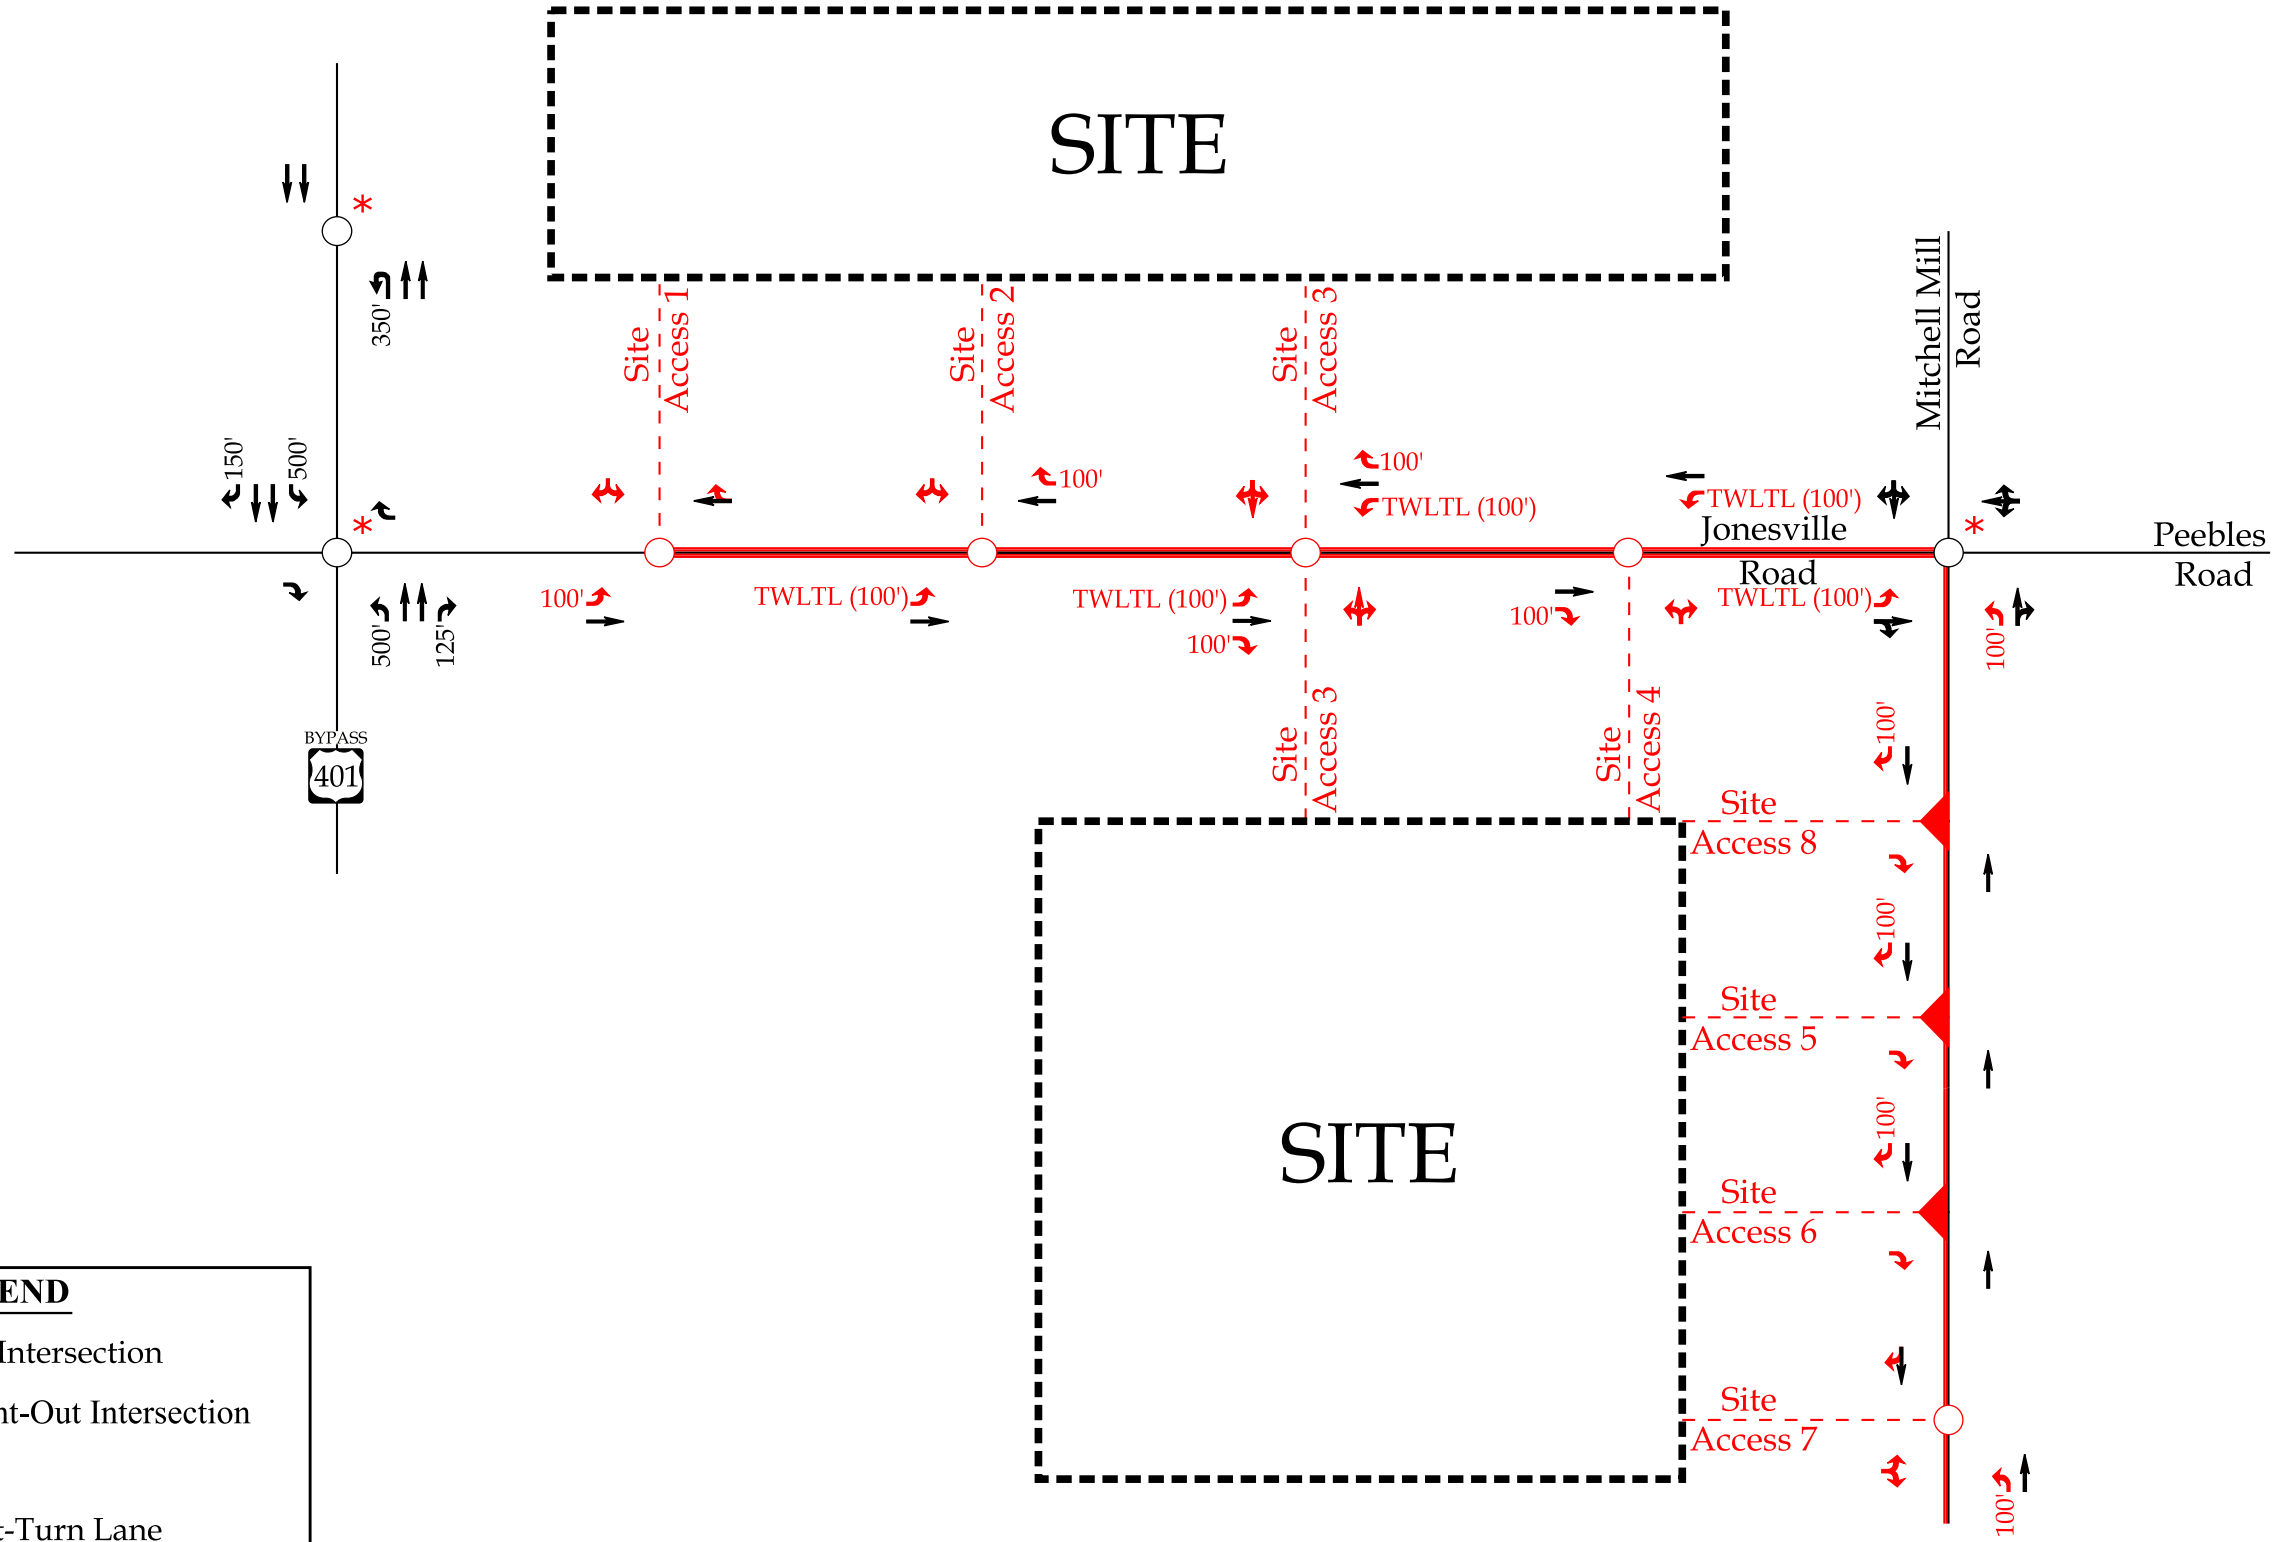 SITE
Site
Access 1
Site
Access 2
Site
Access 3
Mitchell Mill
Road
*
350'
150'
500'
*
100'
100'
TWLTL (100')
TWLTL (100')
*
Jonesville
Road
Peebles
Road
500'
125'
100'
TWLTL (100')
TWLTL (100')
100'
100'
TWLTL (100')
100'
BYPASS
401
Site
Access 3
Site
Access 4
100'
Site
Access 8
100'
Site
Access 5
100'
SITE
Site
Access 6
Site
Access 7
100'
END
Intersection
t-Out Intersection
-Turn Lane